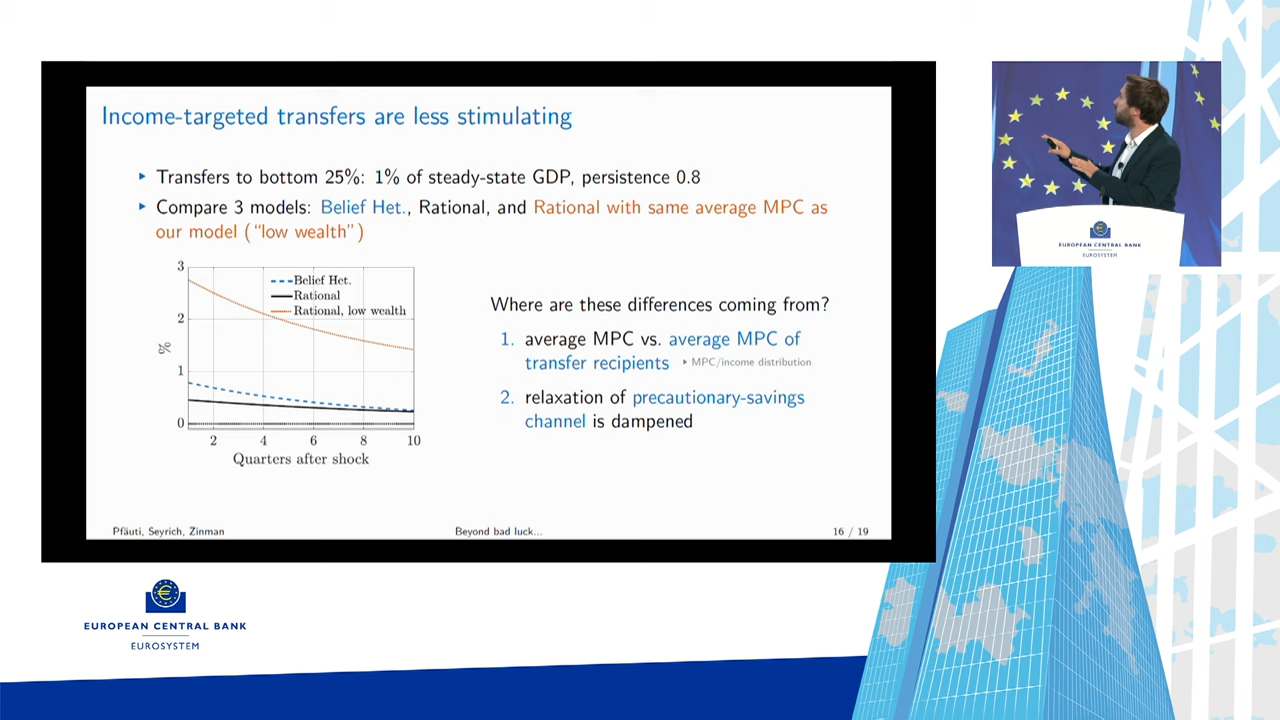 Income-targeted transfers are less stimulating
▸ Transfers to bottom 25%: 1% of steady-state GDP, persistence 0.8
▸ Compare 3 models: Belief Het., Rational, and Rational with same average MPC as
our model ("low wealth")
3
2
1
0
%
Belief Het.
Rational
Rational, low wealth
2 4 6 8 10
Quarters after shock
Where are these differences coming from?
1. average MPC vs. average MPC of
transfer recipients ▸ MPC/income distribution
2. relaxation of precautionary-savings
channel is dampened
Pfäuti, Seyrich, Zinman
Beyond bad luck...
16 / 19
EUROPEAN CENTRAL BANK
EUROSYSTEM
EUROPEAN CENTRAL BANK
EUROSYSTEM